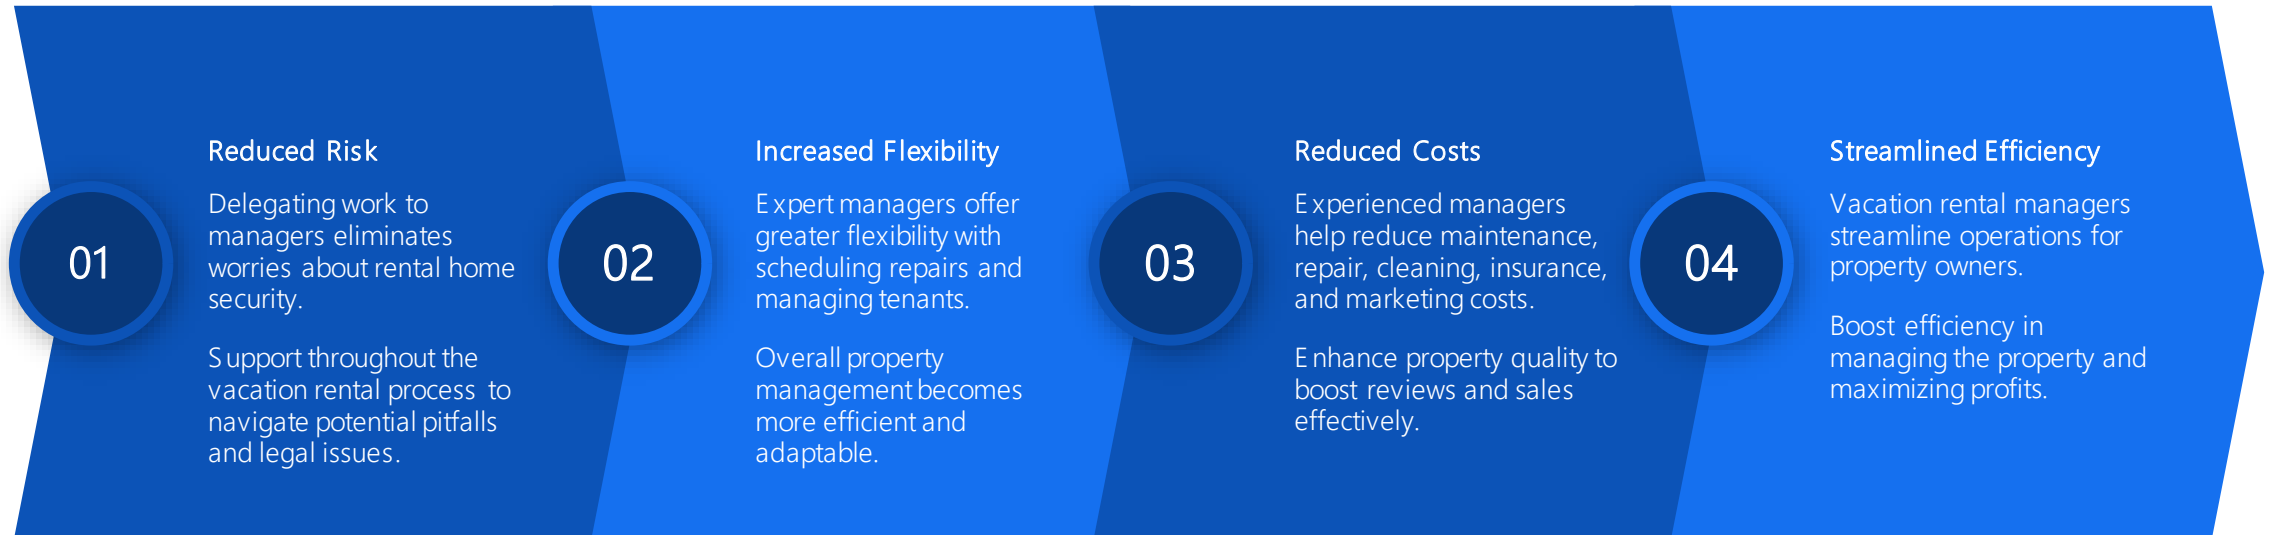 01
Reduced Risk
Delegating work to
managers eliminates
worries about rental home
security.
Support throughout the
vacation rental process to
navigate potential pitfalls
and legal issues.
02
Increased Flexibility
Expert managers offer
greater flexibility with
scheduling repairs and
managing tenants.
Overall property
management becomes
more efficient and
adaptable.
03
Reduced Costs
Experienced managers
help reduce maintenance,
repair, cleaning, insurance,
and marketing costs.
Enhance property quality to
boost reviews and sales
effectively.
04
Streamlined Efficiency
Vacation rental managers
streamline operations for
property owners.
Boost efficiency in
managing the property and
maximizing profits.